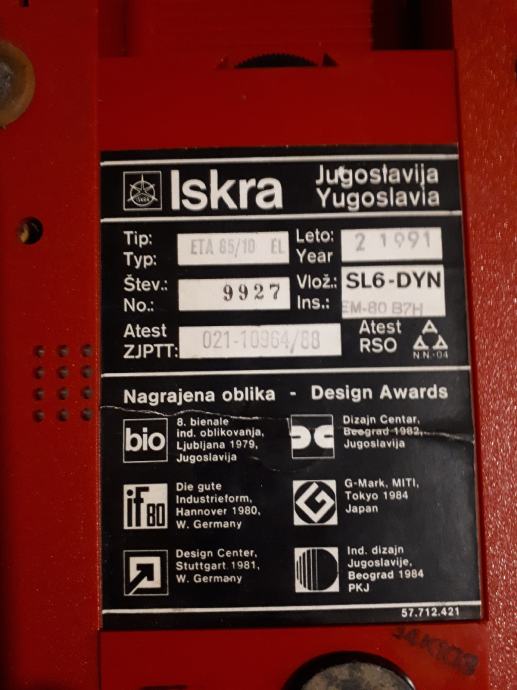 Iskra
Jugoslavija
Yugoslavia
Tip:
Typ:
ETA 85/10 EL
Leto:
Year
2 1991
Štev.:
No.:
9927
Vlož.:
Ins.:
SL6-DYN
EM-80 B7H
Atest
ZJPTT:
021-10964/88
Atest
RSO
N.N.-04
Nagrajena oblika - Design Awards
bio
8. bienale
ind. oblikovanja,
Ljubljana 1979,
Jugoslavija
Dizajn Centar,
Beograd 1982,
Jugoslavija
if 80
Die gute
Industrieform,
Hannover 1980,
W. Germany
G-Mark, MITI,
Tokyo 1984
Japan
Design Center,
Stuttgart 1981,
W. Germany
Ind. dizajn
Jugoslavije,
Beograd 1984
PKJ
57.712.421